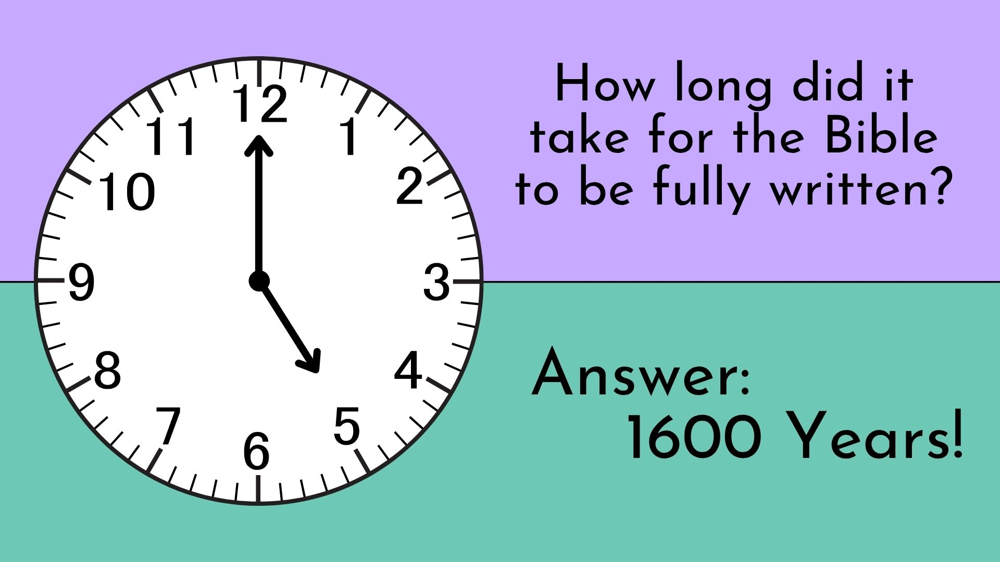 12
11
1
10
2
9
3
8
4
7
5
6
How long did it
take for the Bible
to be fully written?
Answer:
1600 Years!